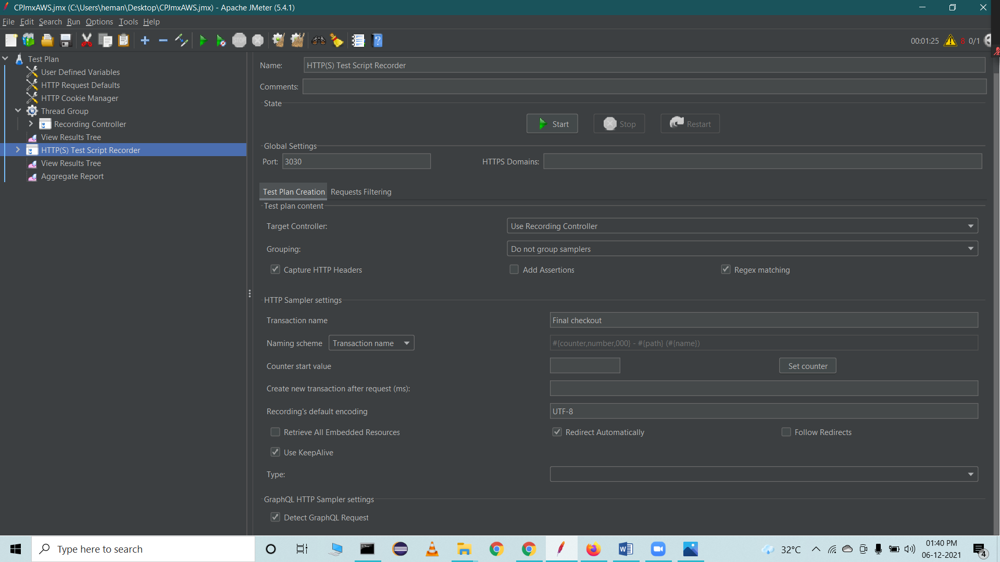 CPJmxAWS.jmx (C:\Users\heman\Desktop\CPJmxAWS.jmx) - Apache JMeter (5.4.1)
File Edit Search Run Options Tools Help
STOP
00:01:25 8 0/1
Test Plan
User Defined Variables
HTTP Request Defaults
HTTP Cookie Manager
Thread Group
Recording Controller
View Results Tree
HTTP(S) Test Script Recorder
View Results Tree
Aggregate Report
Name: HTTP(S) Test Script Recorder
Comments:
State
Start Stop Restart
Global Settings
Port: 3030 HTTPS Domains:
Test Plan Creation Requests Filtering
Test plan content
Target Controller: Use Recording Controller
Grouping: Do not group samplers
Capture HTTP Headers Add Assertions Regex matching
HTTP Sampler settings
Transaction name Final checkout
Naming scheme Transaction name #{counter,number,000} - #{path} (#{name})
Counter start value Set counter
Create new transaction after request (ms):
Recording's default encoding UTF-8
Retrieve All Embedded Resources Redirect Automatically Follow Redirects
Use KeepAlive
Type:
GraphQL HTTP Sampler settings
Detect GraphQL Request
Type here to search
32°C
01:40 PM
06-12-2021
4